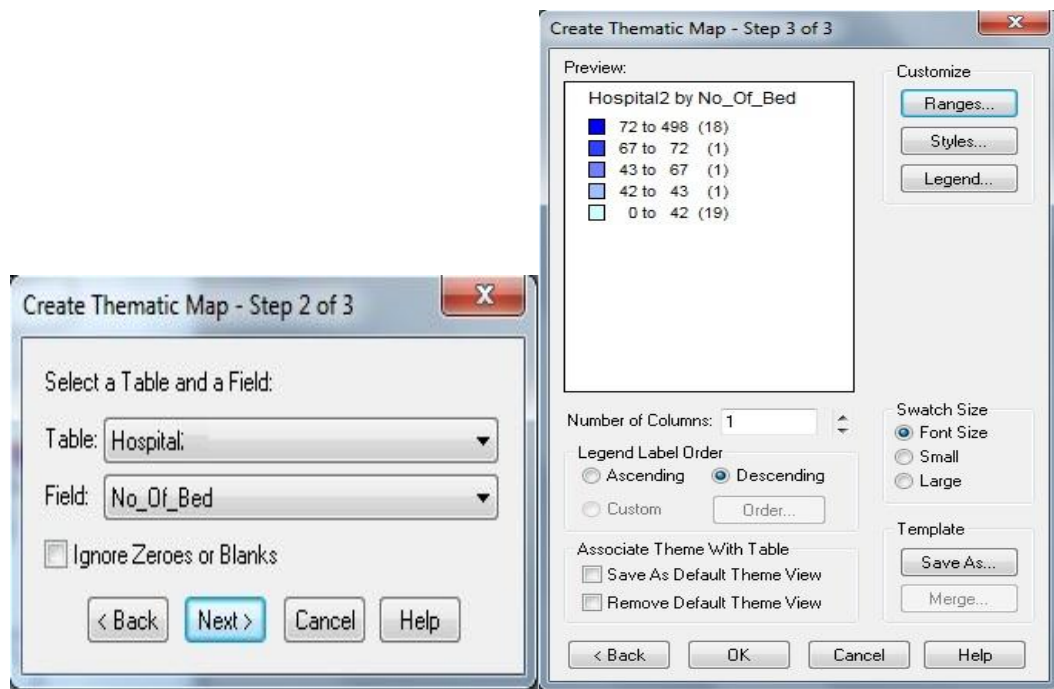 Create Thematic Map - Step 2 of 3
X
Select a Table and a Field:
Table: Hospital
Field: No_Of_Bed
Ignore Zeroes or Blanks
< Back Next > Cancel Help
Create Thematic Map - Step 3 of 3
X
Preview:
Hospital2 by No_Of_Bed
72 to 498 (18)
67 to 72 (1)
43 to 67 (1)
42 to 43 (1)
0 to 42 (19)
Customize
Ranges...
Styles...
Legend...
Number of Columns: 1
Legend Label Order
Ascending Descending
Custom Order...
Swatch Size
Font Size
Small
Large
Associate Theme With Table
Save As Default Theme View
Remove Default Theme View
Template
Save As...
Merge...
< Back OK Cancel Help